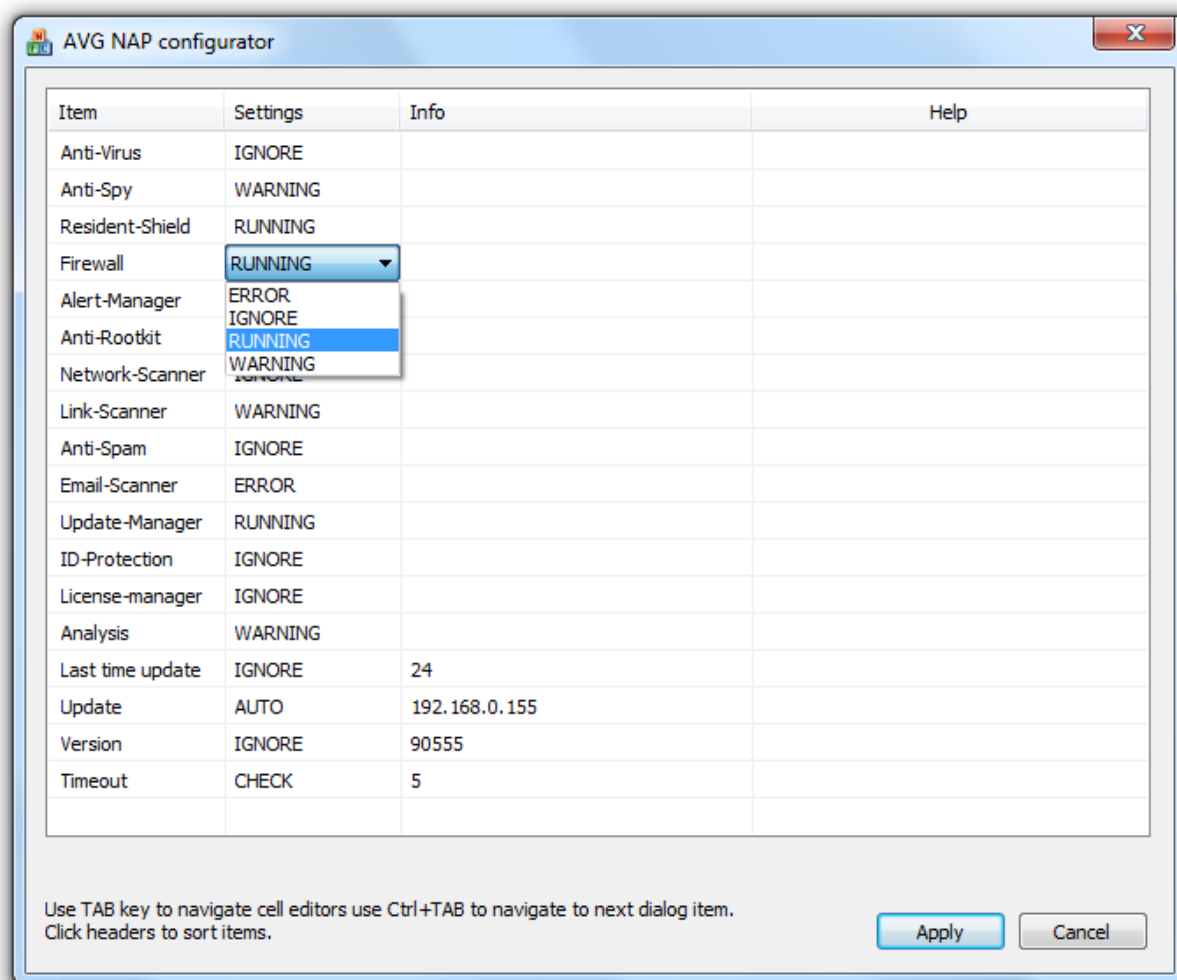 AVG NAP configurator
Item Settings Info Help
Anti-Virus IGNORE
Anti-Spy WARNING
Resident-Shield RUNNING
Firewall RUNNING
Alert-Manager ERROR
IGNORE
Anti-Rootkit RUNNING
WARNING
Network-Scanner
Link-Scanner WARNING
Anti-Spam IGNORE
Email-Scanner ERROR
Update-Manager RUNNING
ID-Protection IGNORE
License-manager IGNORE
Analysis WARNING
Last time update IGNORE 24
Update AUTO 192.168.0.155
Version IGNORE 90555
Timeout CHECK 5
Use TAB key to navigate cell editors use Ctrl+TAB to navigate to next dialog item.
Click headers to sort items.
Apply Cancel